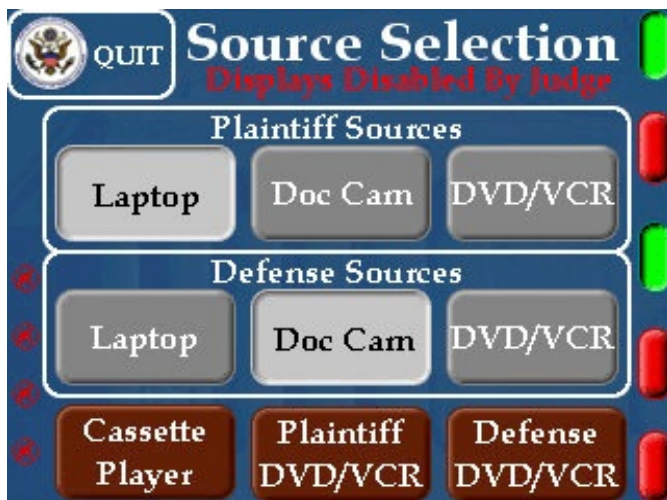 QUIT
Source Selection
Displays Disabled By Judge
Plaintiff Sources
Laptop
Doc Cam
DVD/VCR
Defense Sources
Laptop
Doc Cam
DVD/VCR
Cassette
Player
Plaintiff
DVD/VCR
Defense
DVD/VCR